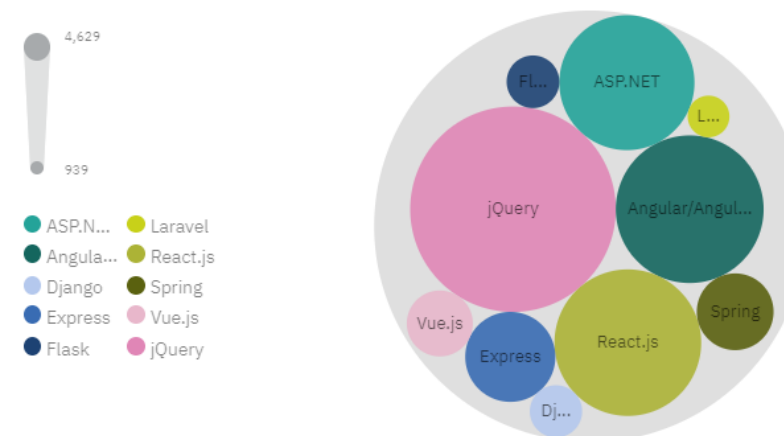 4,629
939
ASP.N... Laravel
Angula... React.js
Django Spring
Express Vue.js
Flask jQuery
Fl...
ASP.NET
L...
jQuery
Angular/Angul...
Vue.js
Express
React.js
Spring
Dj...